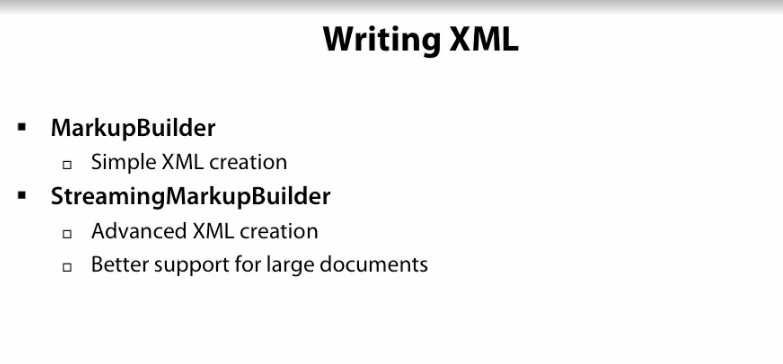 Writing XML
▪ MarkupBuilder
▫ Simple XML creation
▪ StreamingMarkupBuilder
▫ Advanced XML creation
▫ Better support for large documents